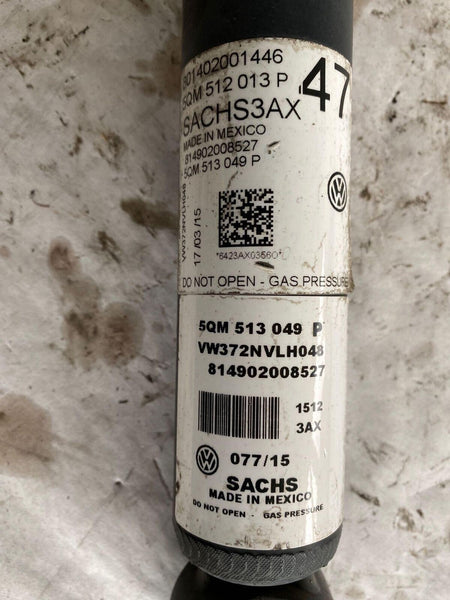 801402001446
5QM 512 013 P
47
SACHS3AX
MADE IN MEXICO
814902008527
5QM 513 049 P
VW372NVLH048
17/03/15
*6423AX03560*
DO NOT OPEN - GAS PRESSURE
5QM 513 049 P
VW372NVLH048
814902008527
1512
3AX
077/15
SACHS
MADE IN MEXICO
DO NOT OPEN - GAS PRESSURE